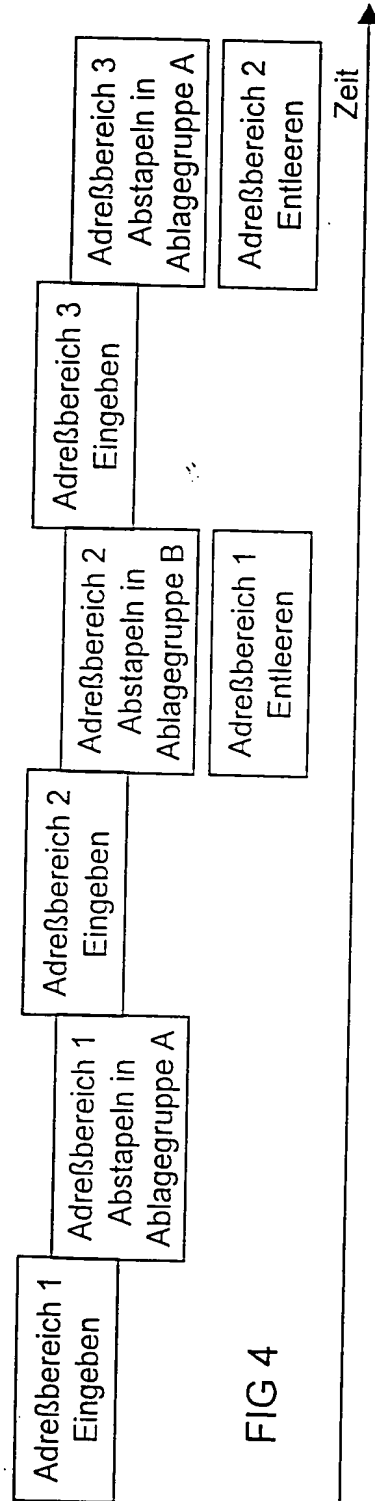 Adreßbereich 1
Eingeben
Adreßbereich 1
Abstapeln in
Ablagegruppe A
Adreßbereich 2
Eingeben
Adreßbereich 2
Abstapeln in
Ablagegruppe B
Adreßbereich 1
Entleeren
Adreßbereich 3
Eingeben
Adreßbereich 3
Abstapeln in
Ablagegruppe A
Adreßbereich 2
Entleeren
Zeit
FIG 4